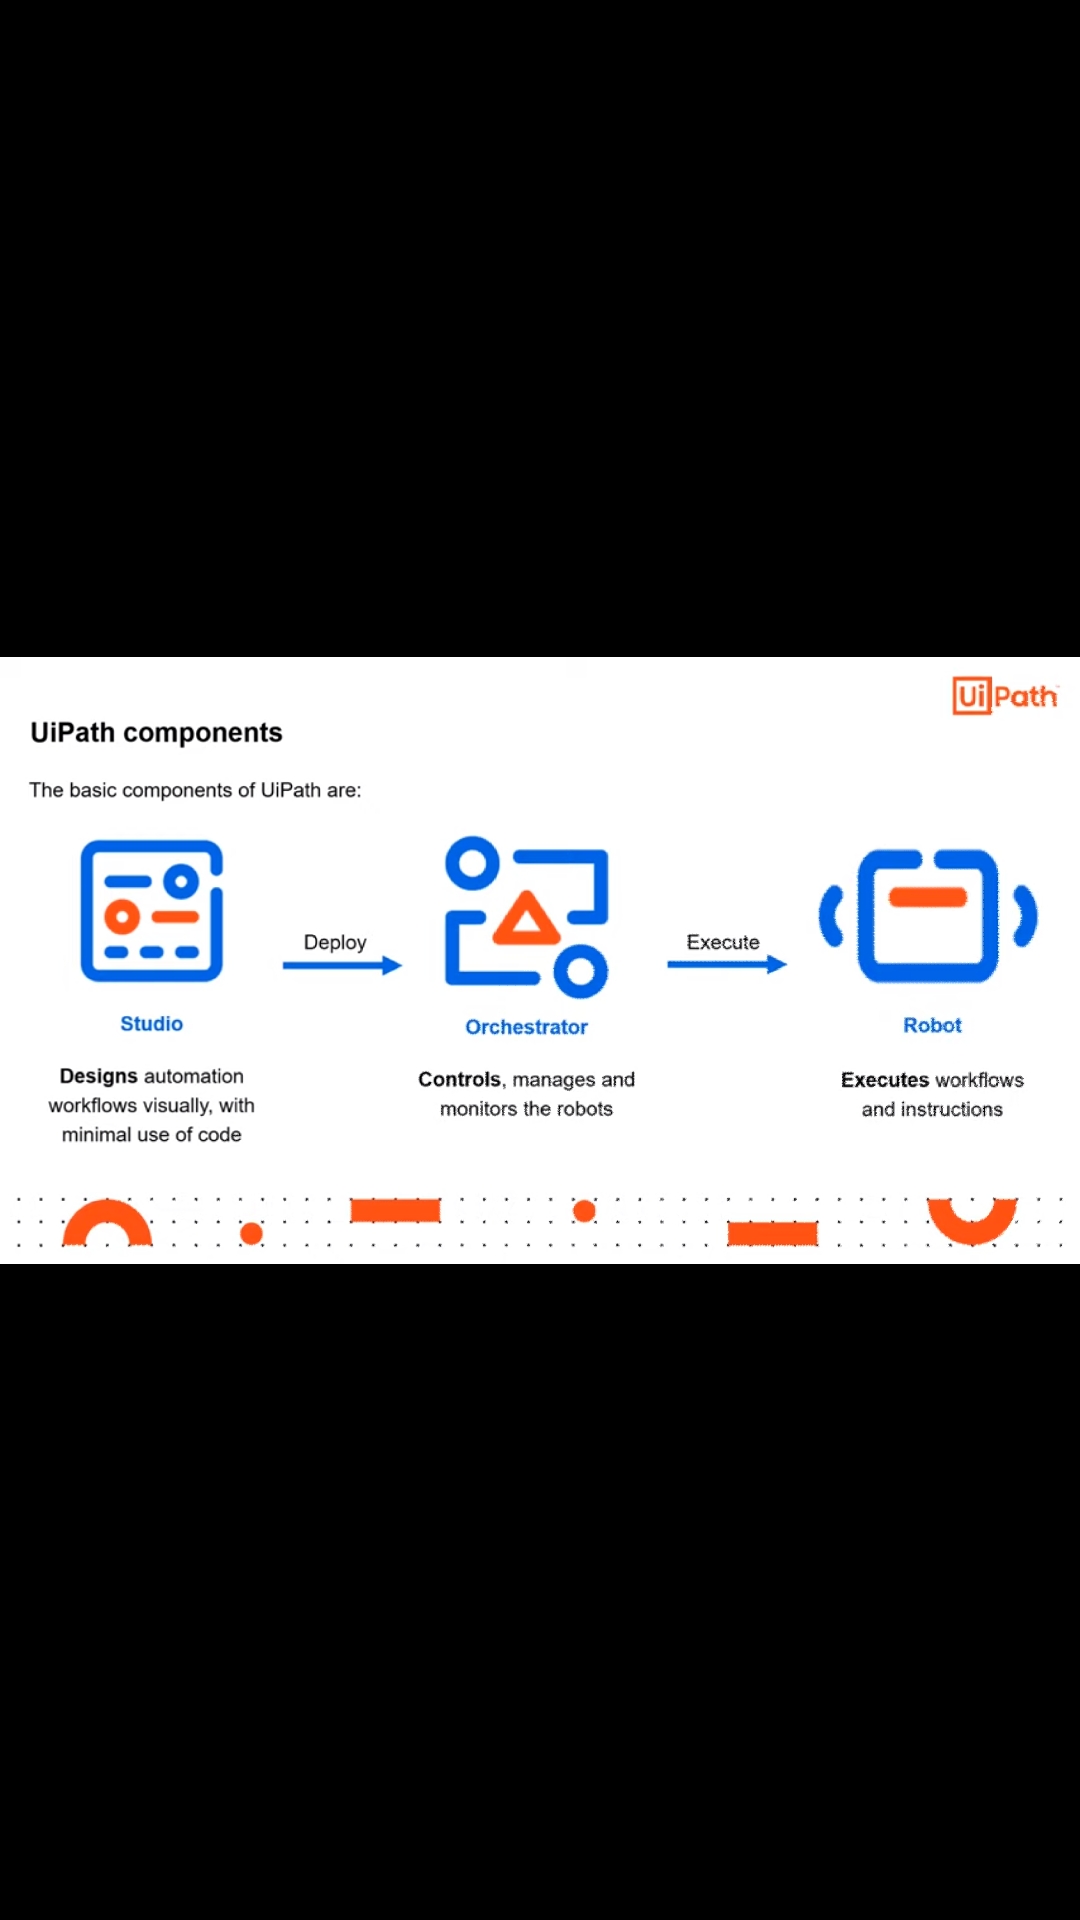 UiPath
UiPath components
The basic components of UiPath are:
Deploy
Execute
Studio
Orchestrator
Robot
Designs automation
workflows visually, with
minimal use of code
Controls, manages and
monitors the robots
Executes workflows
and instructions